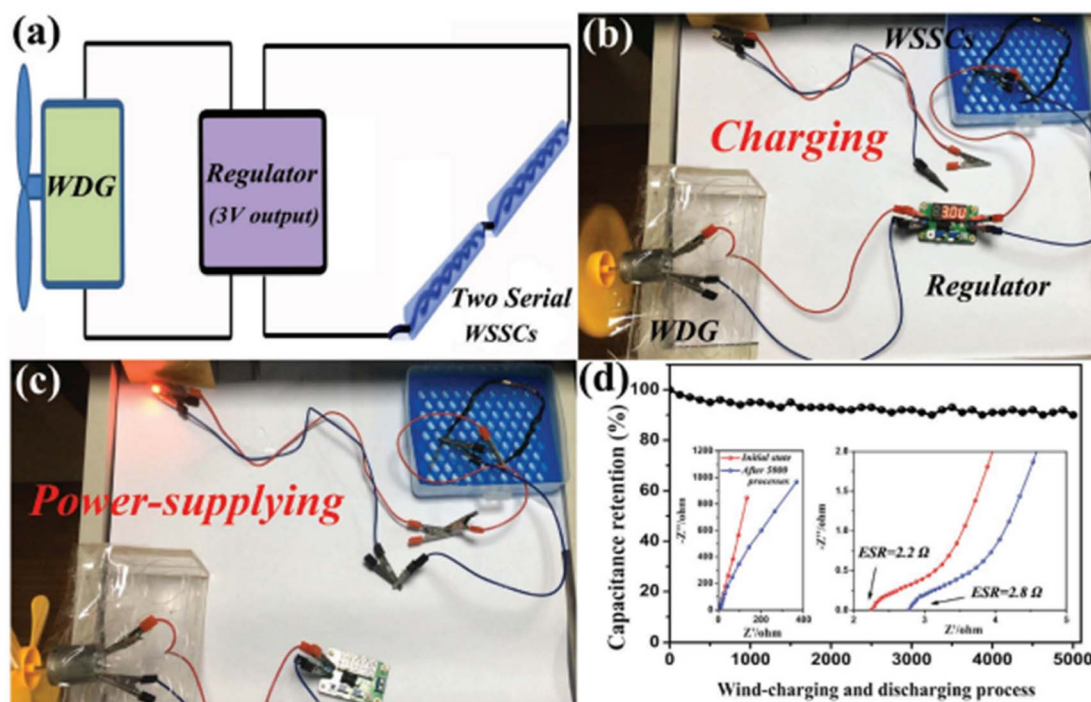 (a)
WDG
Regulator
(3V output)
Two Serial
WSSCs
(b)
WSSCs
Charging
3.0U
Regulator
WDG
(c)
Power-supplying
(d)
Capacitance retention (%)
100
80
60
40
20
0
0
1000
2000
3000
4000
5000
Wind-charging and discharging process
-Z''/ohm
1200
1000
800
600
400
200
0
0
200
400
Z'/ohm
Initial state
After 5000
processes
-Z''/ohm
2.0
1.5
1.0
0.5
0.0
2
3
4
5
Z'/ohm
ESR=2.2 Ω
ESR=2.8 Ω